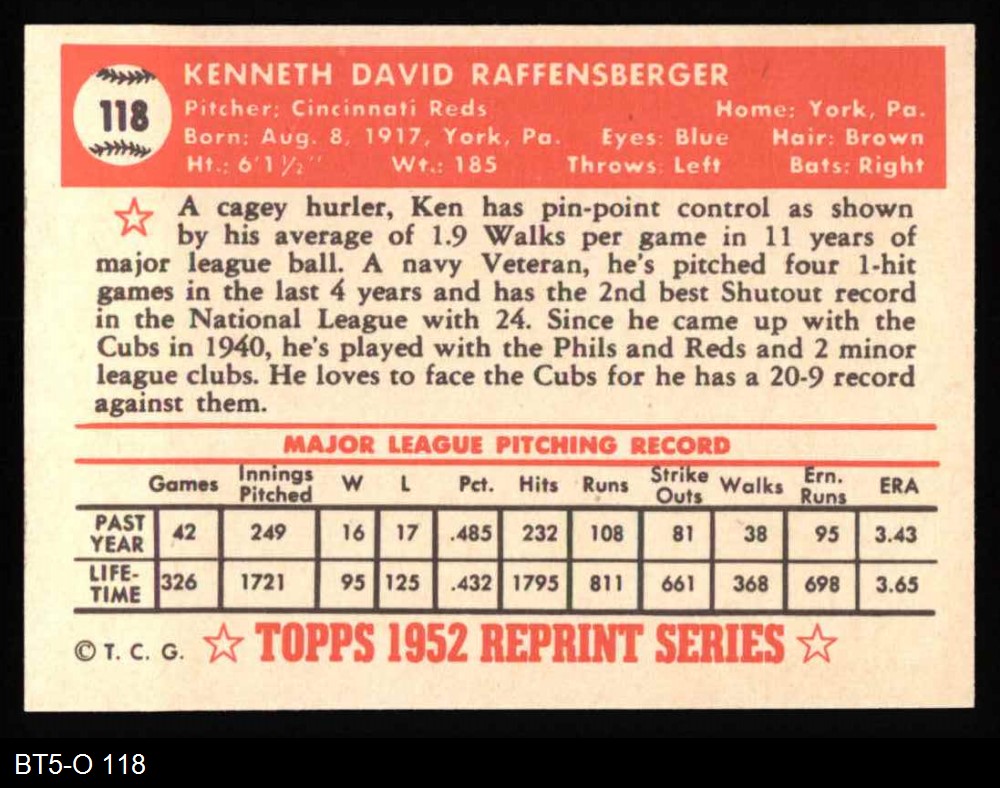 118
KENNETH DAVID RAFFENSBERGER
Pitcher: Cincinnati Reds Home: York, Pa.
Born: Aug. 8, 1917, York, Pa. Eyes: Blue Hair: Brown
Ht.: 6'1½" Wt.: 185 Throws: Left Bats: Right
A cagey hurler, Ken has pin-point control as shown
by his average of 1.9 Walks per game in 11 years of
major league ball. A navy Veteran, he's pitched four 1-hit
games in the last 4 years and has the 2nd best Shutout record
in the National League with 24. Since he came up with the
Cubs in 1940, he's played with the Phils and Reds and 2 minor
league clubs. He loves to face the Cubs for he has a 20-9 record
against them.
MAJOR LEAGUE PITCHING RECORD
Games Innings Pitched W L Pct. Hits Runs Strike Outs Walks Ern. Runs ERA
PAST YEAR 42 249 16 17 .485 232 108 81 38 95 3.43
LIFE-TIME 326 1721 95 125 .432 1795 811 661 368 698 3.65
© T. C. G. TOPPS 1952 REPRINT SERIES
BT5-O 118